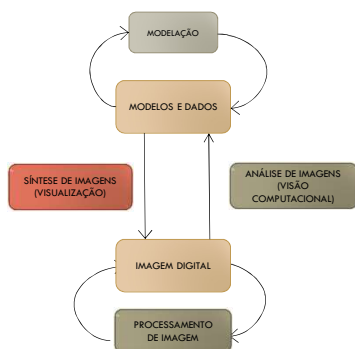 MODELAÇÃO
MODELOS E DADOS
SÍNTESE DE IMAGENS
(VISUALIZAÇÃO)
ANÁLISE DE IMAGENS
(VISÃO
COMPUTACIONAL)
IMAGEM DIGITAL
PROCESSAMENTO
DE IMAGEM